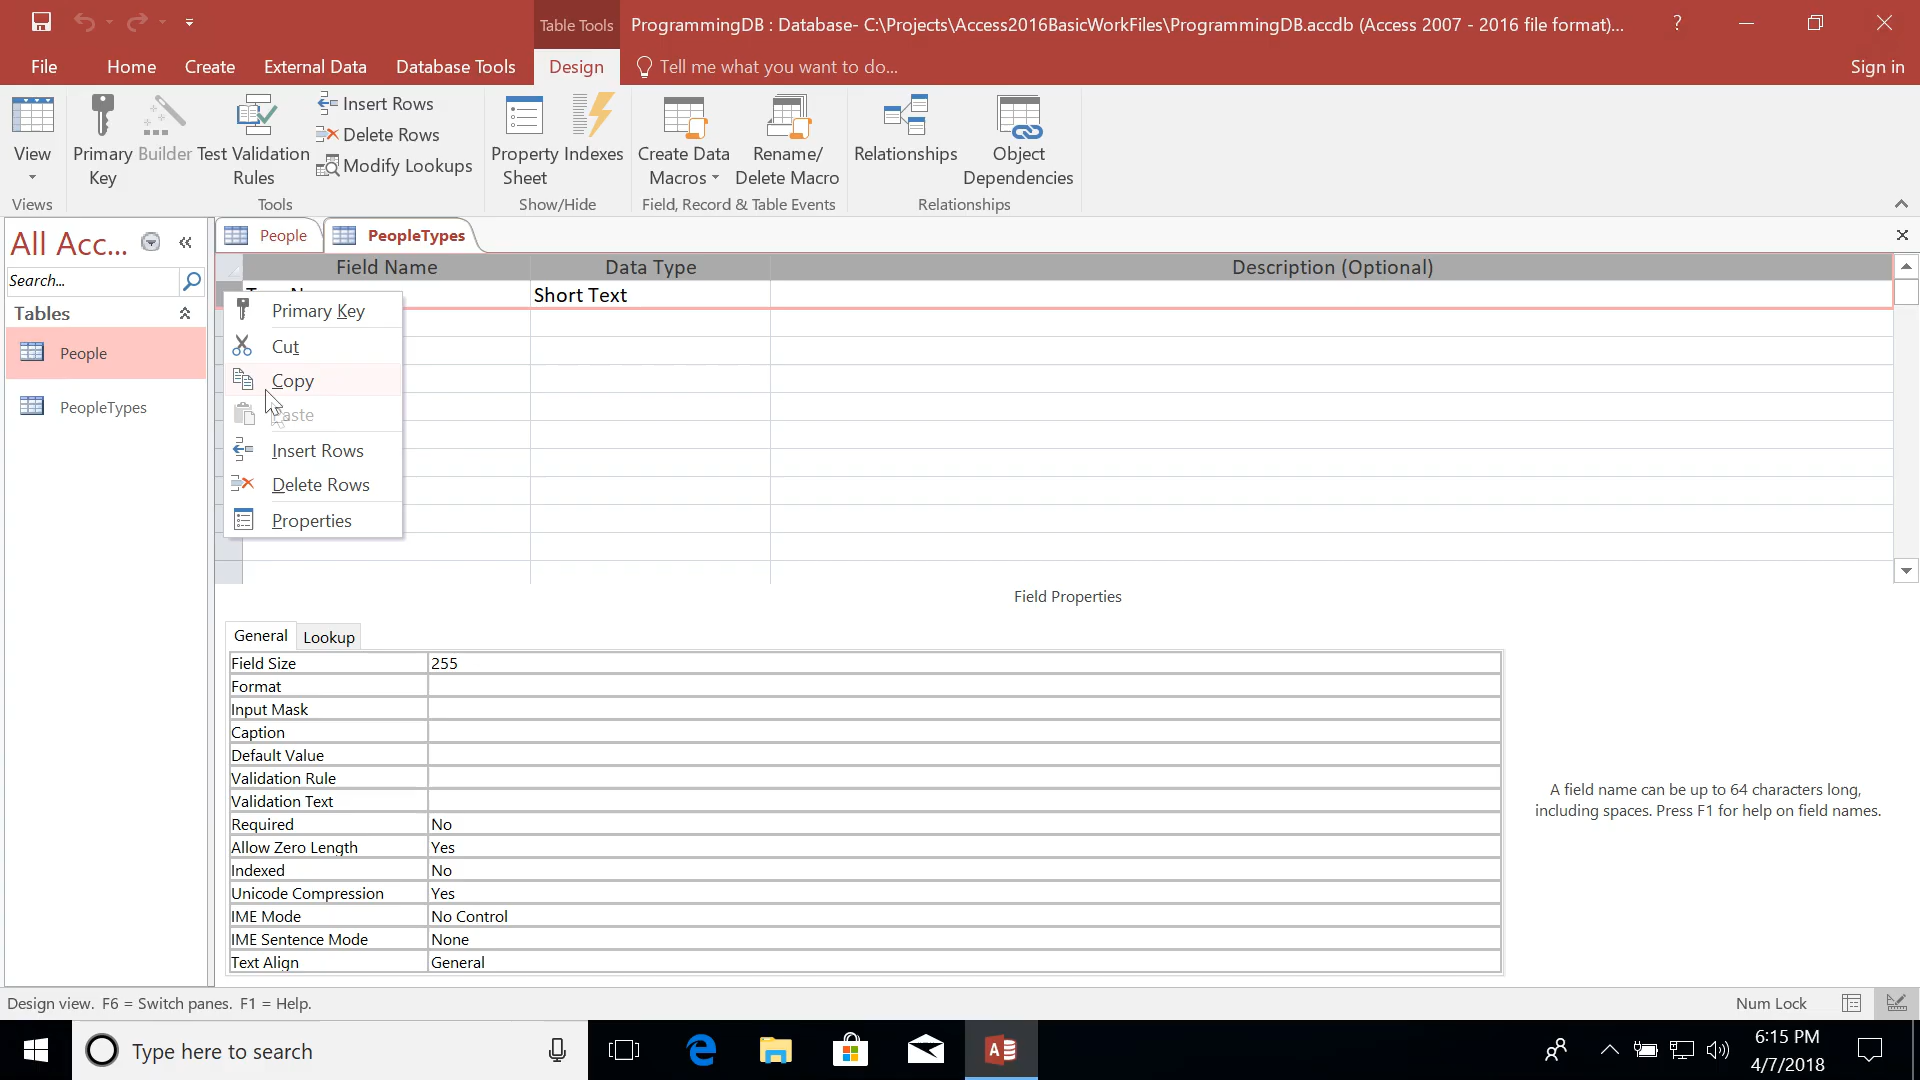 Table Tools
ProgrammingDB : Database- C:\Projects\Access2016BasicWorkFiles\ProgrammingDB.accdb (Access 2007 - 2016 file format)...
?
File
Home
Create
External Data
Database Tools
Design
Tell me what you want to do...
Sign in
View
Primary Key
Builder
Test Validation Rules
Insert Rows
Delete Rows
Modify Lookups
Property Sheet
Indexes
Create Data Macros
Rename/ Delete Macro
Relationships
Object Dependencies
Views
Tools
Show/Hide
Field, Record & Table Events
Relationships
All Acc...
Search...
Tables
People
PeopleTypes
People
PeopleTypes
Field Name
Data Type
Description (Optional)
Short Text
Primary Key
Cut
Copy
Paste
Insert Rows
Delete Rows
Properties
Field Properties
General
Lookup
Field Size 255
Format
Input Mask
Caption
Default Value
Validation Rule
Validation Text
Required No
Allow Zero Length Yes
Indexed No
Unicode Compression Yes
IME Mode No Control
IME Sentence Mode None
Text Align General
A field name can be up to 64 characters long,
including spaces. Press F1 for help on field names.
Design view. F6 = Switch panes. F1 = Help.
Num Lock
Type here to search
6:15 PM
4/7/2018